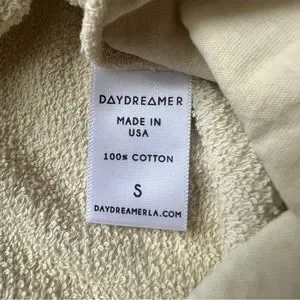 DAYDREAMER
MADE IN
USA
100% COTTON
S
DAYDREAMERLA.COM